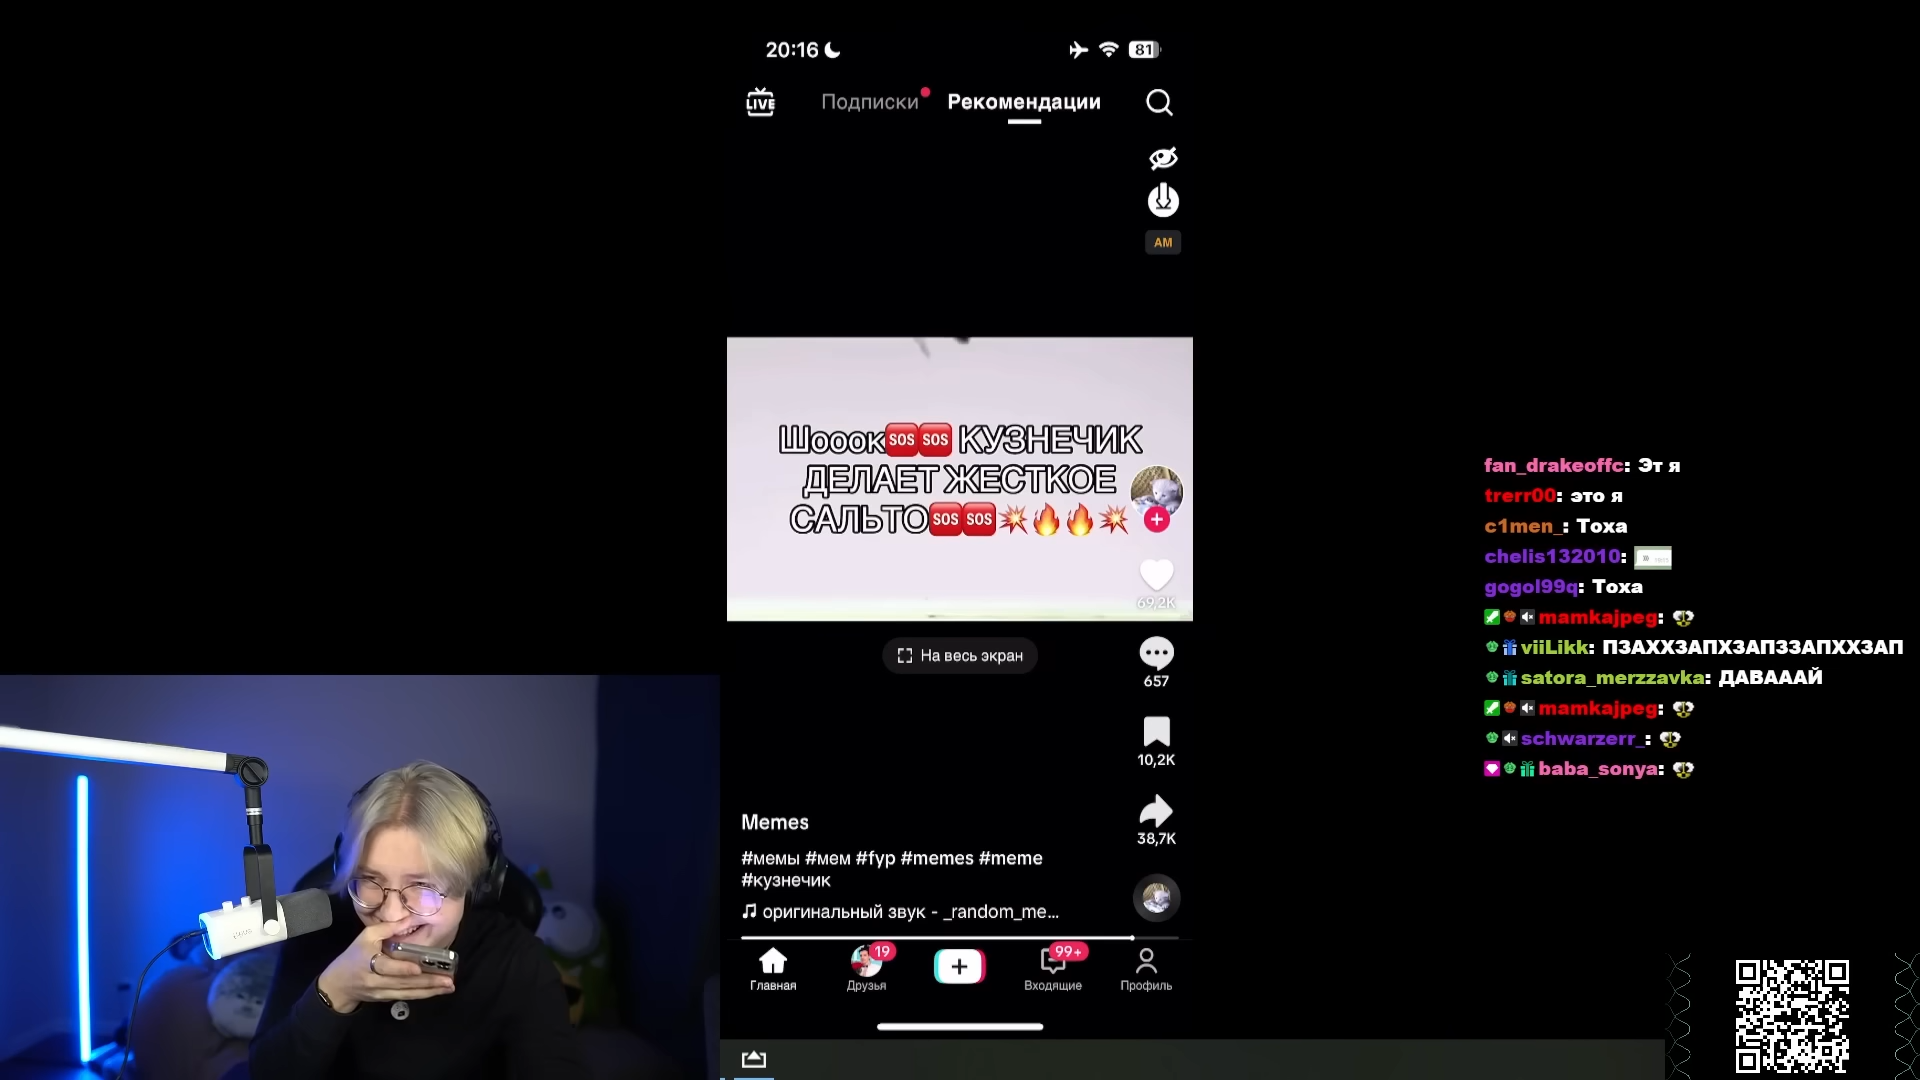 20:16
81
LIVE
Подписки
Рекомендации
AM
Шооок🆘🆘 КУЗНЕЧИК
ДЕЛАЕТ ЖЕСТКОЕ
САЛЬТО🆘🆘💥🔥🔥💥
69,2K
На весь экран
657
10,2K
38,7K
Memes
#мемы #мем #fyp #memes #meme
#кузнечик
оригинальный звук - _random_me...
19
99+
Главная
Друзья
Входящие
Профиль
fan_drakeoffc: Эт я
trerr00: это я
c1men_: Тоха
chelis132010:
gogol99q: Тоха
mamkajpeg:
viiLikk: ПЗАХХЗАПХЗАПЗЗАПХХЗАП
satora_merzzavka: ДАВАААЙ
mamkajpeg:
schwarzerr_:
baba_sonya: